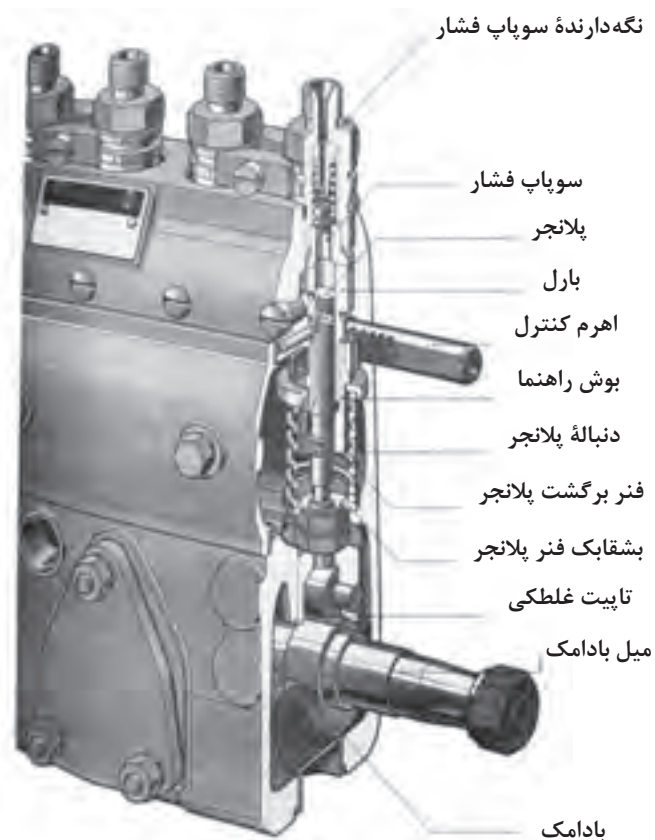 نگه‌دارندهٔ سوپاپ فشار
سوپاپ فشار
پلانجر
بارل
اهرم کنترل
بوش راهنما
دنبالهٔ پلانجر
فنر برگشت پلانجر
بشقابک فنر پلانجر
تاپیت غلطکی
میل بادامک
بادامک